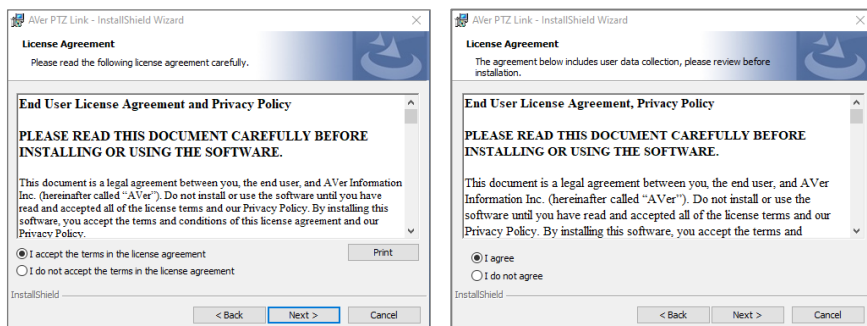 AVer PTZ Link - InstallShield Wizard
License Agreement
Please read the following license agreement carefully.
End User License Agreement and Privacy Policy
PLEASE READ THIS DOCUMENT CAREFULLY BEFORE
INSTALLING OR USING THE SOFTWARE.
This document is a legal agreement between you, the end user, and AVer Information
Inc. (hereinafter called “AVer”). Do not install or use the software until you have
read and accepted all of the license terms and our Privacy Policy. By installing this
software, you accept the terms and conditions of this license agreement and our
Privacy Policy.
I accept the terms in the license agreement
Print
I do not accept the terms in the license agreement
InstallShield
< Back
Next >
Cancel
AVer PTZ Link - InstallShield Wizard
License Agreement
The agreement below includes user data collection, please review before
installation.
End User License Agreement, Privacy Policy
PLEASE READ THIS DOCUMENT CAREFULLY BEFORE
INSTALLING OR USING THE SOFTWARE.
This document is a legal agreement between you, the end user, and AVer
Information Inc. (hereinafter called “AVer”). Do not install or use the
software until you have read and accepted all of the license terms and our
Privacy Policy. By installing this software, you accept the terms and
I agree
I do not agree
InstallShield
< Back
Next >
Cancel